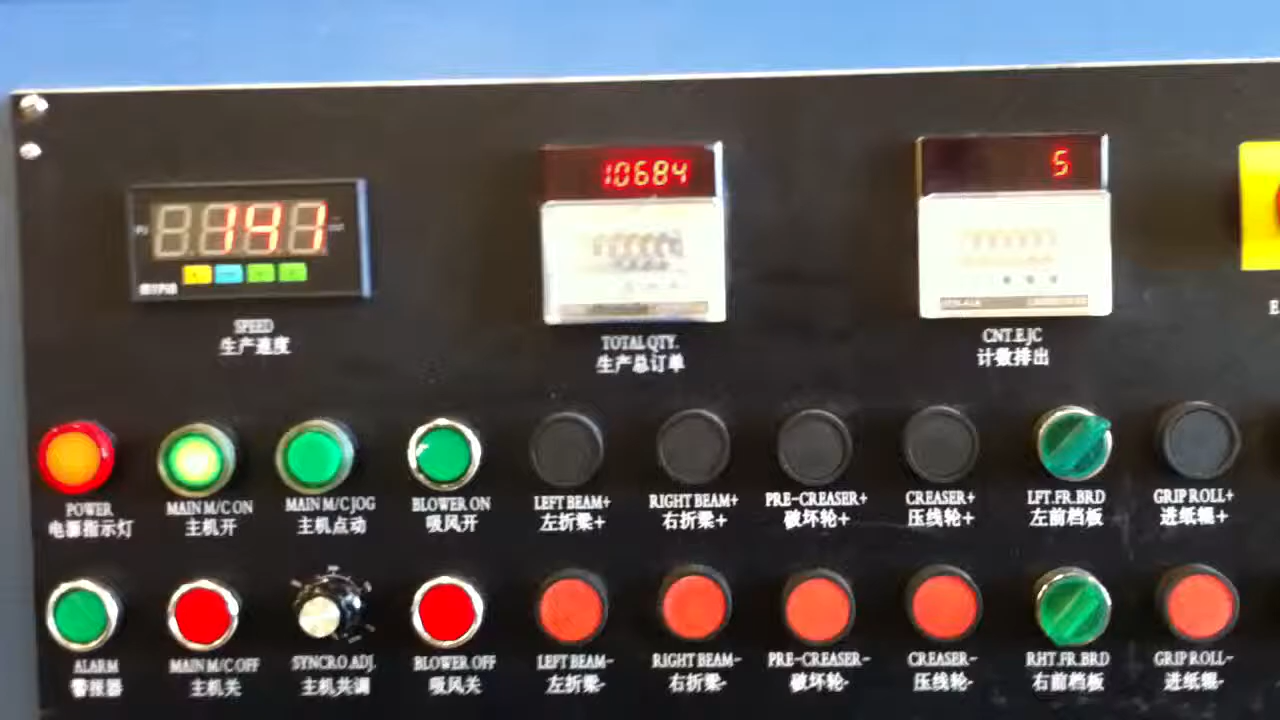 141
10684
5
SPEED
生产速度
TOTAL QTY.
生产总订单
CNT.EJC
计数排出
POWER
电源指示灯
MAIN M/C ON
主机开
MAIN M/C JOG
主机点动
BLOWER ON
吸风开
LEFT BEAM+
左折梁+
RIGHT BEAM+
右折梁+
PRE-CREASER+
破坏轮+
CREASER+
压线轮+
LFT.FR.BRD
左前档板
GRIP ROLL+
进纸辊+
ALARM
警报器
MAIN M/C OFF
主机关
SYNCRO ADJ.
主机共调
BLOWER OFF
吸风关
LEFT BEAM-
左折梁-
RIGHT BEAM-
右折梁-
PRE-CREASER-
破坏轮-
CREASER-
压线轮-
RHT.FR.BRD
右前档板
GRIP ROLL-
进纸辊-